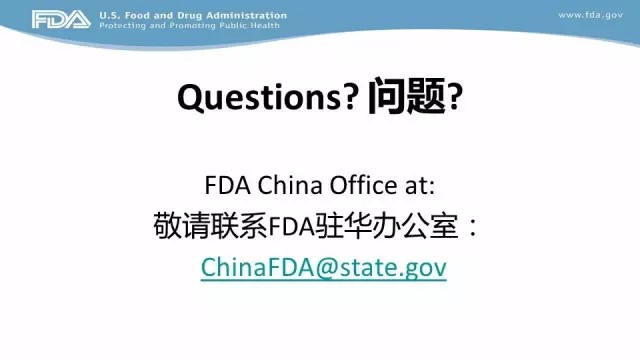 FDA
U.S. Food and Drug Administration
Protecting and Promoting Public Health
www.fda.gov
Questions? 问题?
FDA China Office at:
敬请联系FDA驻华办公室：
ChinaFDA@state.gov